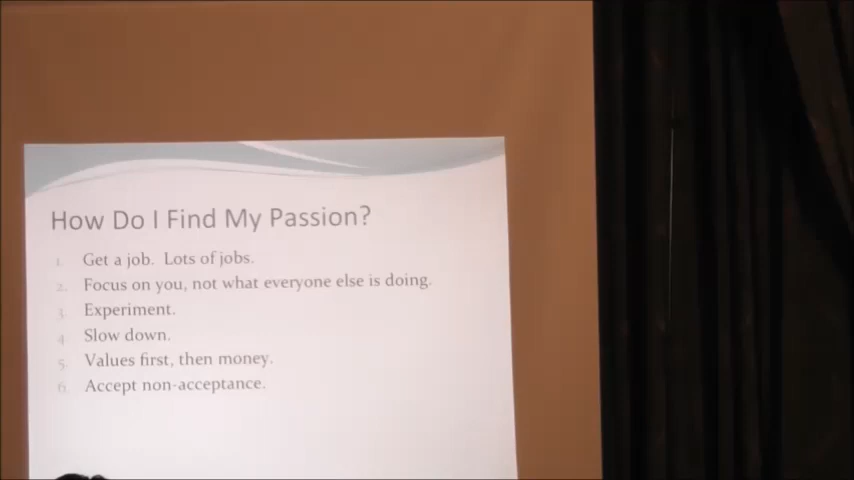 How Do I Find My Passion?
1. Get a job. Lots of jobs.
2. Focus on you, not what everyone else is doing.
3. Experiment.
4. Slow down.
5. Values first, then money.
6. Accept non-acceptance.